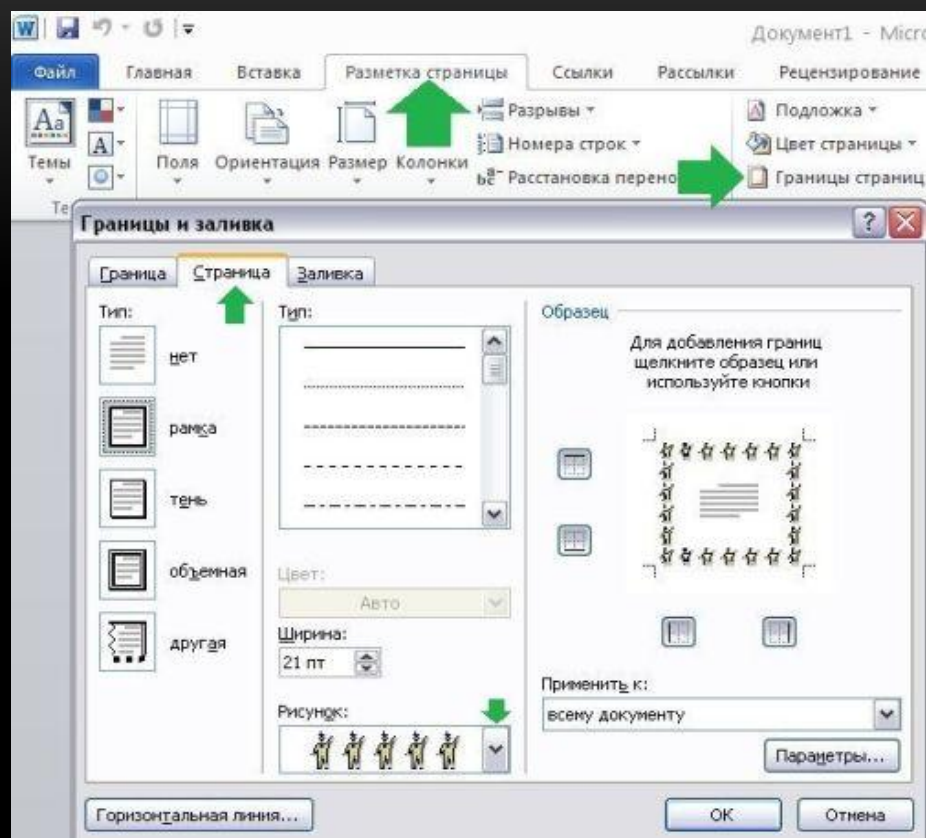 Документ1 - Micro
Файл Главная Вставка Разметка страницы Ссылки Рассылки Рецензирование
Aa
Темы
A
Поля Ориентация Размер Колонки
Разрывы
Номера строк
Расстановка перено
Подложка
A
Цвет страницы
Границы страниц
Те
Границы и заливка
?
Граница Страница Заливка
Тип:
нет
рамка
тень
объемная
другая
Тип:
Цвет:
Авто
Ширина:
21 пт
Рисунок:
Образец
Для добавления границ
щелкните образец или
используйте кнопки
Применить к:
всему документу
Параметры...
Горизонтальная линия... ОК Отмена